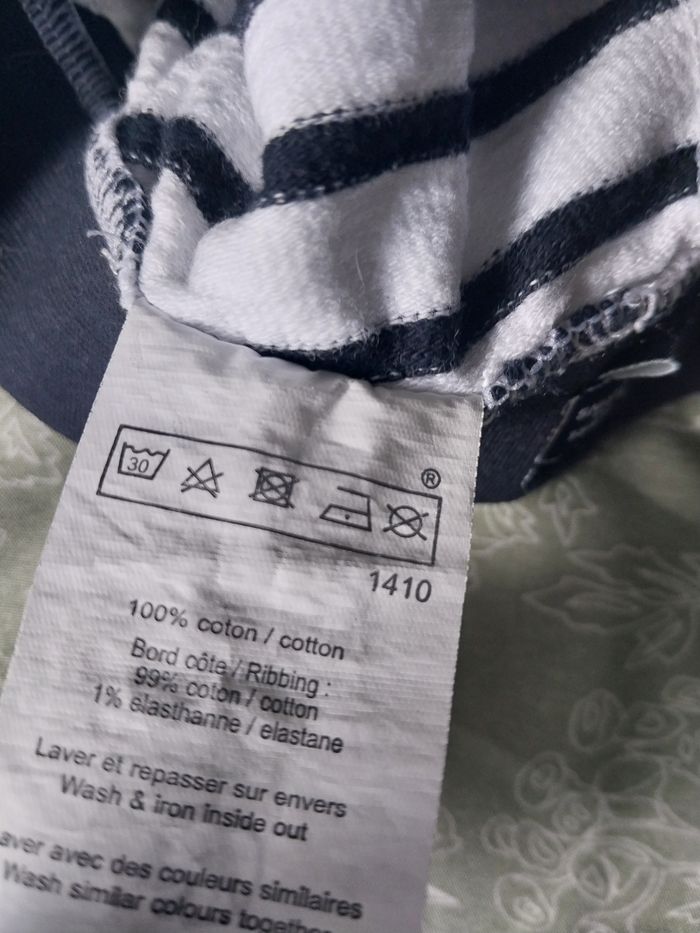 30
®
1410
100% coton / cotton
Bord côte / Ribbing :
99% coton / cotton
1% élasthanne / elastane
Laver et repasser sur envers
Wash & iron inside out
aver avec des couleurs similaires
Wash similar colours together